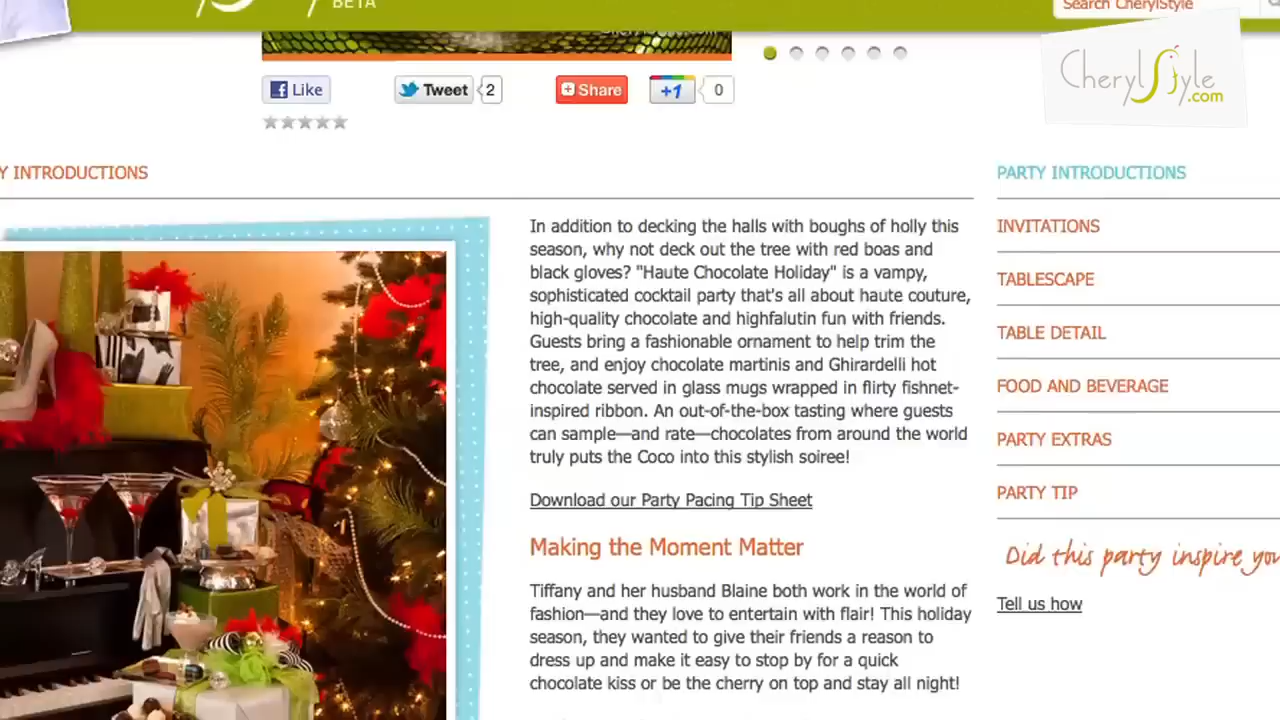 BETA
Search CherylStyle
CherylStyle
.com
Like
Tweet
2
Share
+1
0
Y INTRODUCTIONS
In addition to decking the halls with boughs of holly this
season, why not deck out the tree with red boas and
black gloves? "Haute Chocolate Holiday" is a vampy,
sophisticated cocktail party that's all about haute couture,
high-quality chocolate and highfalutin fun with friends.
Guests bring a fashionable ornament to help trim the
tree, and enjoy chocolate martinis and Ghirardelli hot
chocolate served in glass mugs wrapped in flirty fishnet-
inspired ribbon. An out-of-the-box tasting where guests
can sample—and rate—chocolates from around the world
truly puts the Coco into this stylish soiree!
Download our Party Pacing Tip Sheet
Making the Moment Matter
Tiffany and her husband Blaine both work in the world of
fashion—and they love to entertain with flair! This holiday
season, they wanted to give their friends a reason to
dress up and make it easy to stop by for a quick
chocolate kiss or be the cherry on top and stay all night!
PARTY INTRODUCTIONS
INVITATIONS
TABLESCAPE
TABLE DETAIL
FOOD AND BEVERAGE
PARTY EXTRAS
PARTY TIP
Did this party inspire you
Tell us how